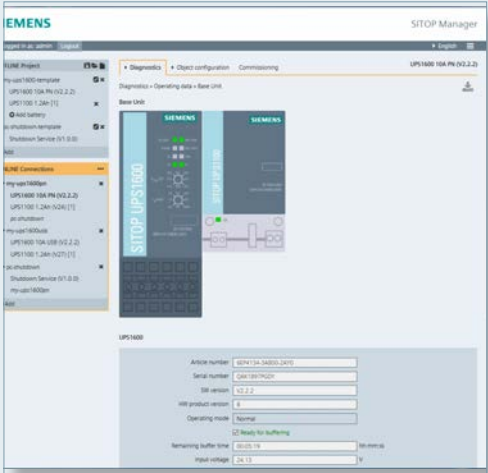 SIEMENS
SITOP Manager
logged in as: admin Logout
English
OFFLINE Project
my-ups1600-template
UPS1600 10A PN (V2.2.2)
UPS1100 1.2Ah [1]
Add battery
pc-shutdown-template
Shutdown Service (V1.0.0)
Add
ONLINE Connections
my-ups1600pn
UPS1600 10A PN (V2.2.2)
UPS1100 1.2Ah (V24) [1]
pc-shutdown
my-ups1600usb
UPS1600 10A USB (V2.2.2)
UPS1100 1.2Ah (V27) [1]
pc-shutdown
Shutdown Service (V1.0.0)
my-ups1600pn
Add
Diagnostics
Object configuration
Commissioning
UPS1600 10A PN (V2.2.2)
Diagnostics » Operating data » Base Unit
Base Unit
SIEMENS
SIEMENS
SITOP UPS1600
SITOP UPS1100
UPS1600
Article number
Serial number
SW version V2.2.2
HW product version 6
Operating mode Normal
Ready for buffering
Remaining buffer time 00:05:19 hh:mm:ss
Input voltage 24.13 V